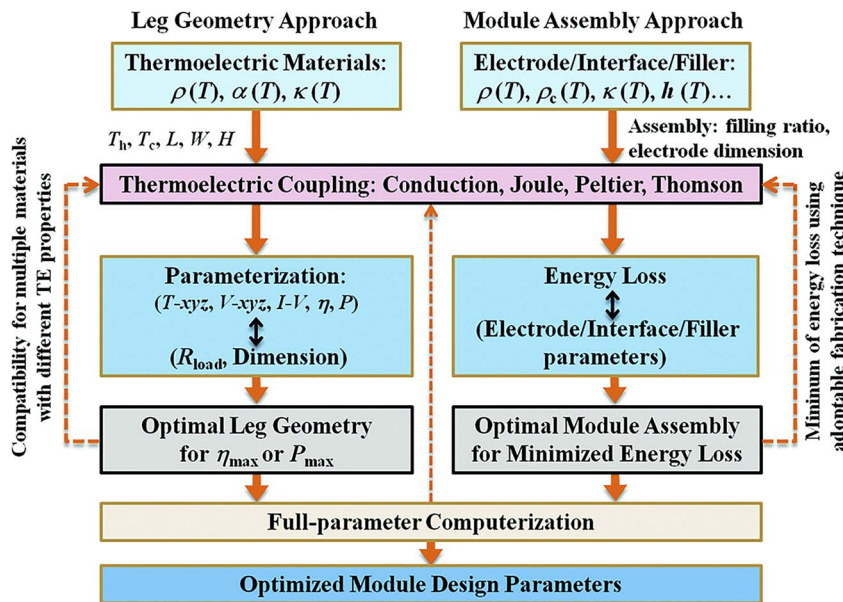 Leg Geometry Approach
Module Assembly Approach
Thermoelectric Materials:
ρ(T), α(T), κ(T)
Electrode/Interface/Filler:
ρ(T), ρc(T), κ(T), h(T)...
Th, Tc, L, W, H
Assembly: filling ratio,
electrode dimension
Thermoelectric Coupling: Conduction, Joule, Peltier, Thomson
Compatibility for multiple materials
with different TE properties
Minimum of energy loss using
adoptable fabrication technique
Parameterization:
(T-xyz, V-xyz, I-V, η, P)
(Rload, Dimension)
Energy Loss
(Electrode/Interface/Filler
parameters)
Optimal Leg Geometry
for ηmax or Pmax
Optimal Module Assembly
for Minimized Energy Loss
Full-parameter Computerization
Optimized Module Design Parameters